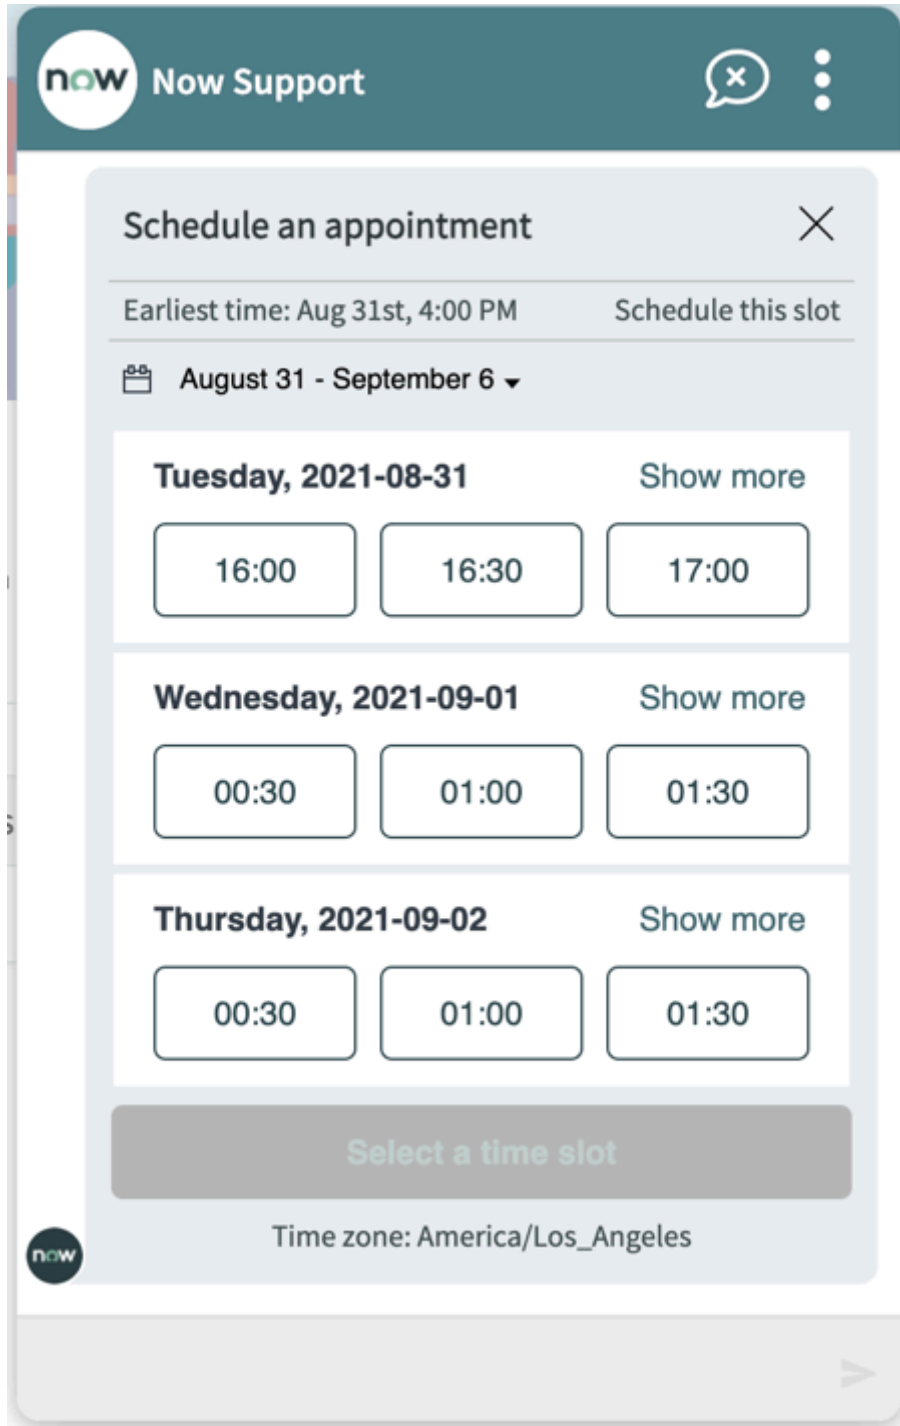 now Now Support
Schedule an appointment
Earliest time: Aug 31st, 4:00 PM Schedule this slot
August 31 - September 6
Tuesday, 2021-08-31 Show more
16:00 16:30 17:00
Wednesday, 2021-09-01 Show more
00:30 01:00 01:30
Thursday, 2021-09-02 Show more
00:30 01:00 01:30
Select a time slot
Time zone: America/Los_Angeles
now